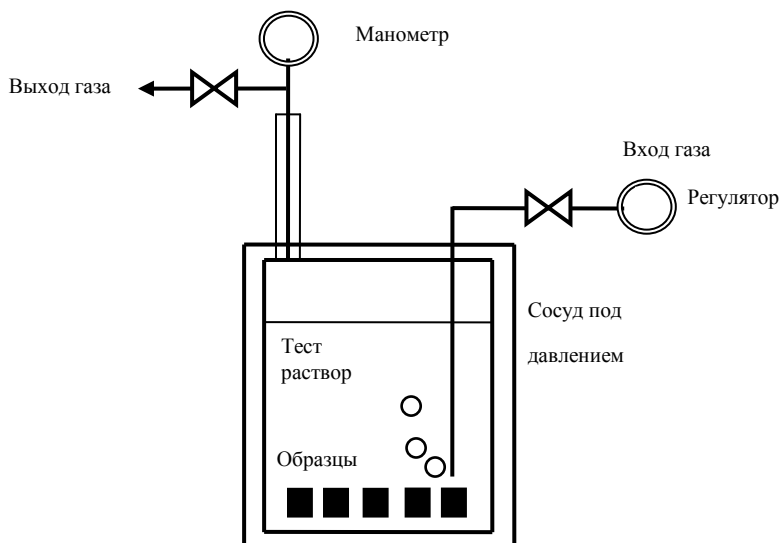 Манометр
Выход газа
Вход газа
Регулятор
Сосуд под
давлением
Тест
раствор
Образцы